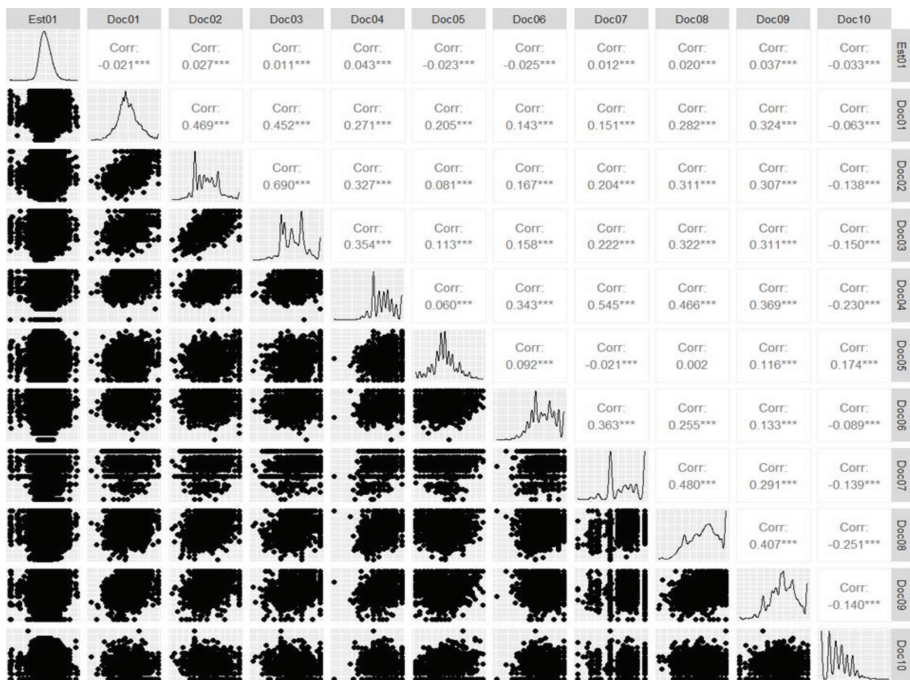 Est01 Doc01 Doc02 Doc03 Doc04 Doc05 Doc06 Doc07 Doc08 Doc09 Doc10
Corr: Corr: Corr: Corr: Corr: Corr: Corr: Corr: Corr: Corr:
-0.021*** 0.027*** 0.011*** 0.043*** -0.023*** -0.025*** 0.012*** 0.020*** 0.037*** -0.033***
Est01
Corr: Corr: Corr: Corr: Corr: Corr: Corr: Corr: Corr:
0.469*** 0.452*** 0.271*** 0.205*** 0.143*** 0.151*** 0.282*** 0.324*** -0.063***
Doc01
Corr: Corr: Corr: Corr: Corr: Corr: Corr: Corr:
0.690*** 0.327*** 0.081*** 0.167*** 0.204*** 0.311*** 0.307*** -0.138***
Doc02
Corr: Corr: Corr: Corr: Corr: Corr: Corr:
0.354*** 0.113*** 0.158*** 0.222*** 0.322*** 0.311*** -0.150***
Doc03
Corr: Corr: Corr: Corr: Corr: Corr:
0.060*** 0.343*** 0.545*** 0.466*** 0.369*** -0.230***
Doc04
Corr: Corr: Corr: Corr: Corr:
0.092*** -0.021*** 0.002 0.116*** 0.174***
Doc05
Corr: Corr: Corr: Corr:
0.363*** 0.255*** 0.133*** -0.089***
Doc06
Corr: Corr: Corr:
0.480*** 0.291*** -0.139***
Doc07
Corr: Corr:
0.407*** -0.251***
Doc08
Corr:
-0.140***
Doc09
Doc10